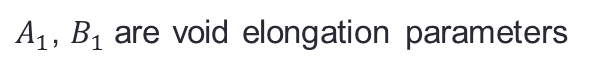 A₁, B₁ are void elongation parameters